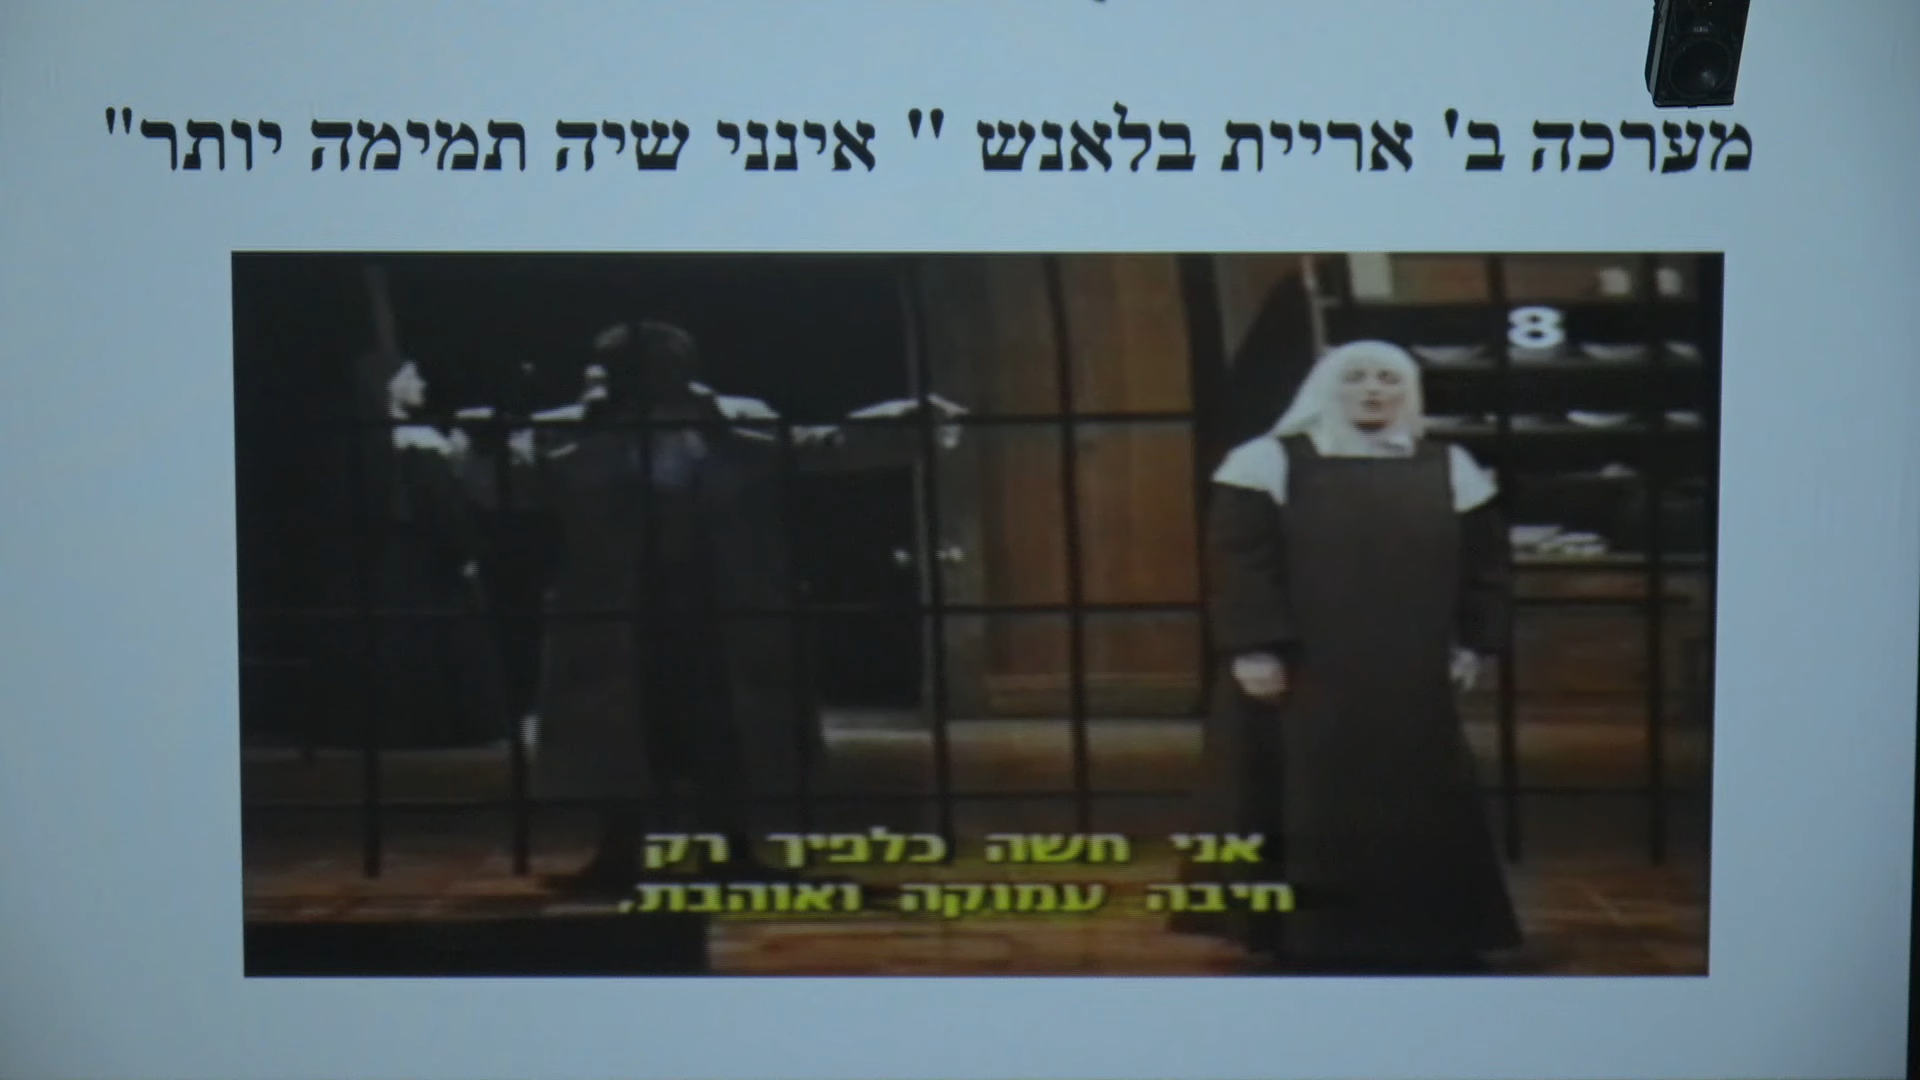 מערכה ב' אריית בלאנש " אינני שיה תמימה יותר"
8
אני חשה כלפיך רק
חיבה עמוקה ואוהבת.